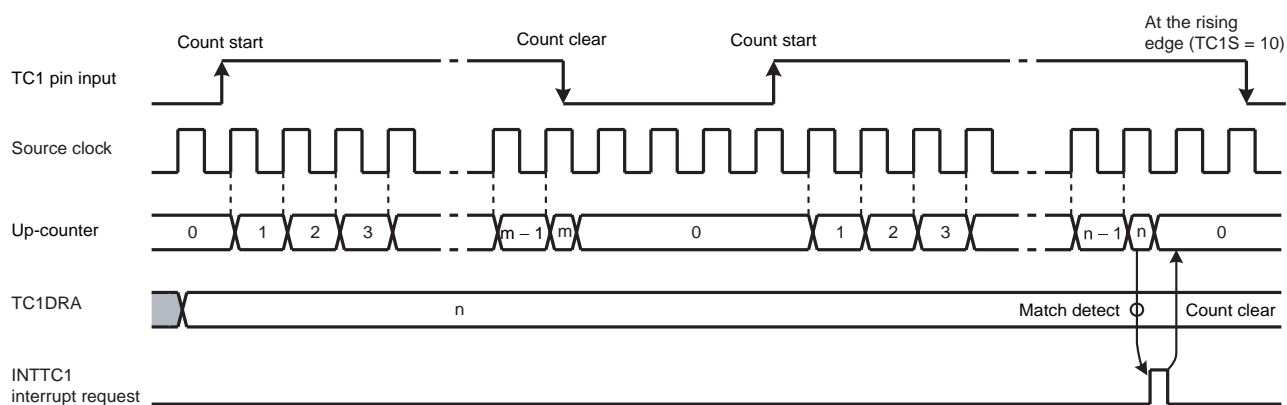 At the rising
edge (TC1S = 10)
Count start
Count clear
Count start
TC1 pin input
Source clock
Up-counter
0 1 2 3 m – 1 m 0 1 2 3 n – 1 n 0
TC1DRA
n
Match detect
Count clear
INTTC1
interrupt request